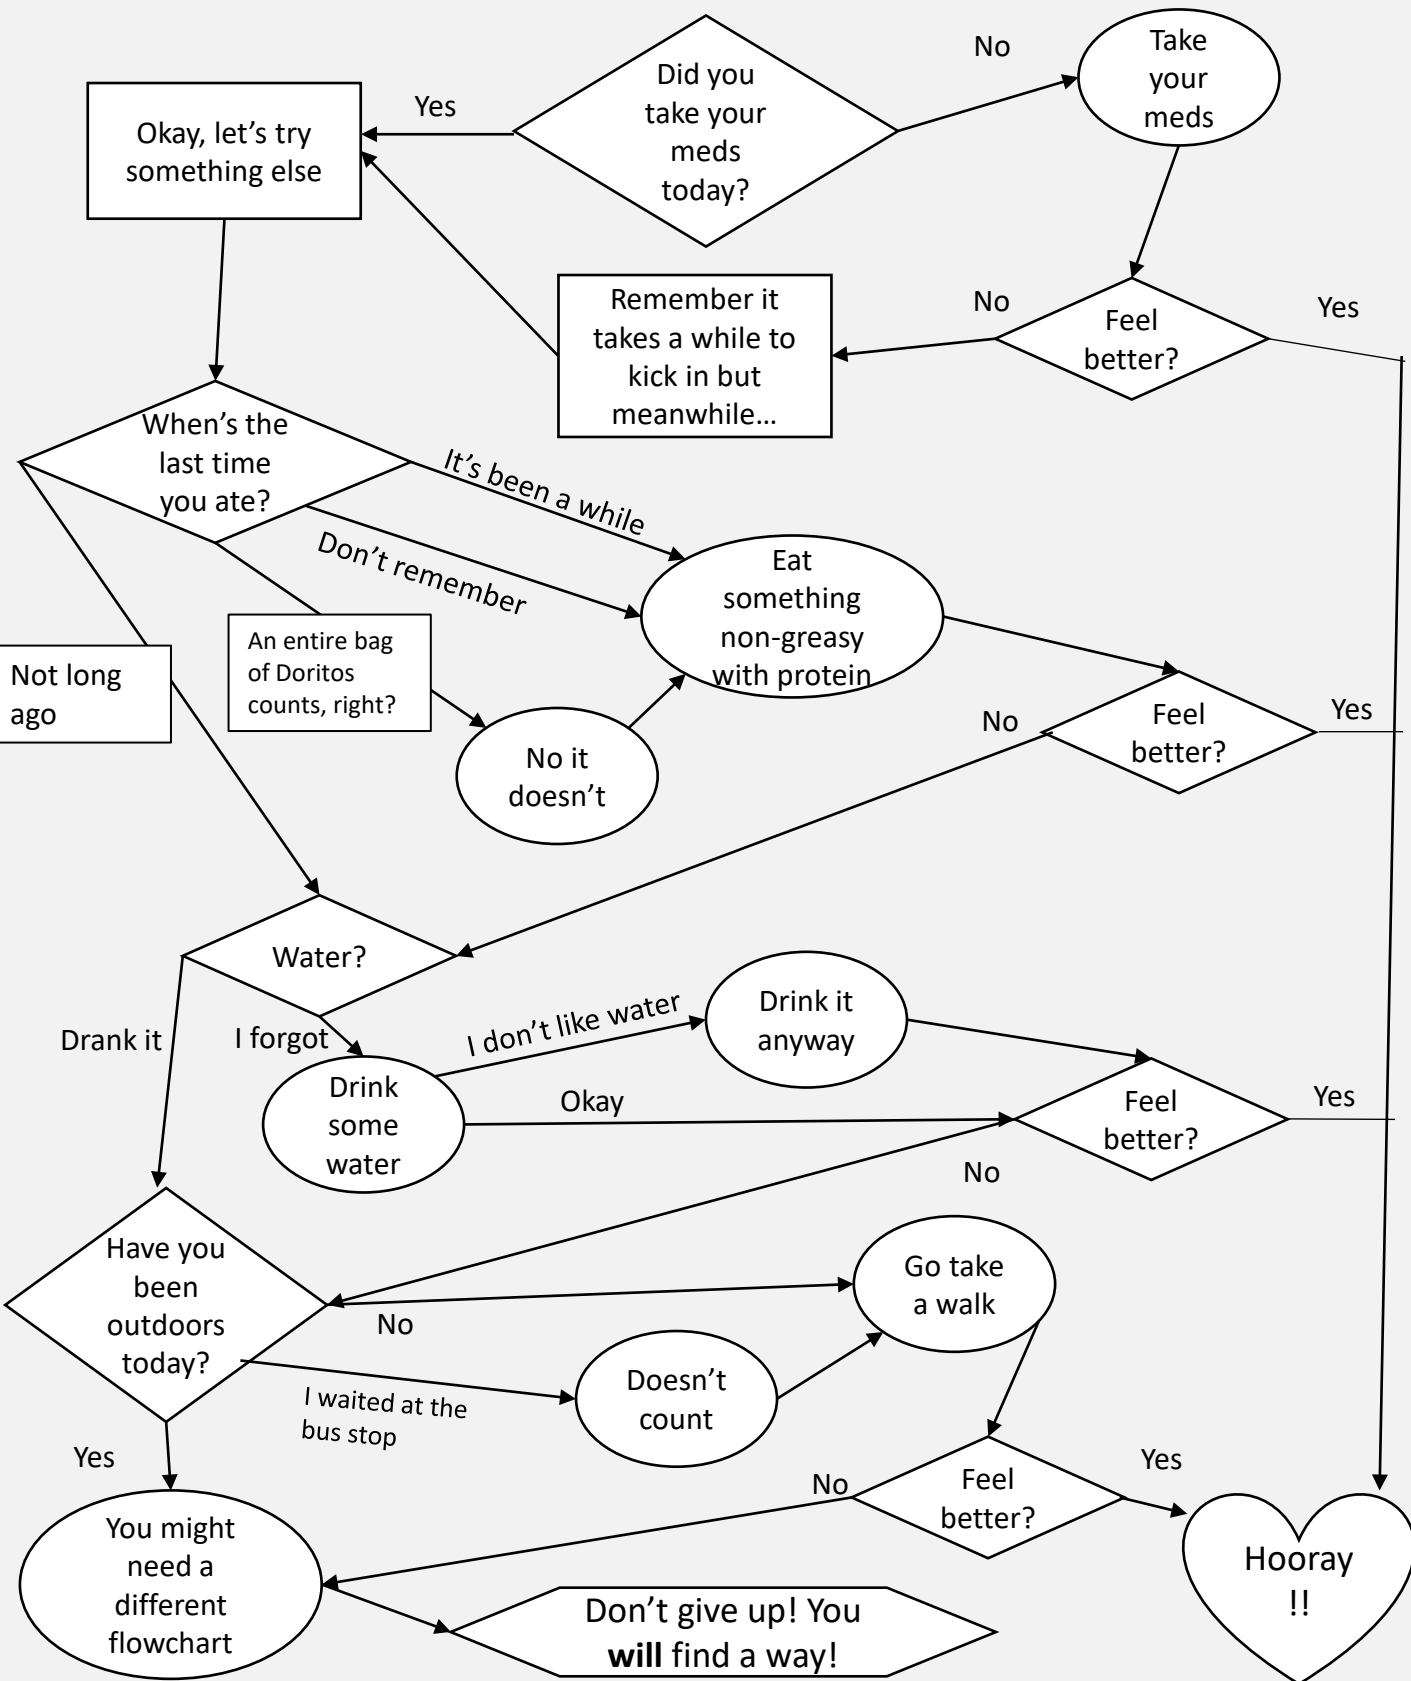 Did you
take your
meds
today?
No
Take
your
meds
Yes
Okay, let's try
something else
Feel
better?
No
Yes
Remember it
takes a while to
kick in but
meanwhile...
When's the
last time
you ate?
It's been a while
Don't remember
Eat
something
non-greasy
with protein
An entire bag
of Doritos
counts, right?
Not long
ago
No it
doesn't
No
Feel
better?
Yes
Water?
Drank it
I forgot
I don't like water
Drink it
anyway
Drink
some
water
Okay
Feel
better?
Yes
No
Have you
been
outdoors
today?
No
Go take
a walk
I waited at the
bus stop
Doesn't
count
Yes
No
Feel
better?
Yes
You might
need a
different
flowchart
Don't give up! You
will find a way!
Hooray
!!